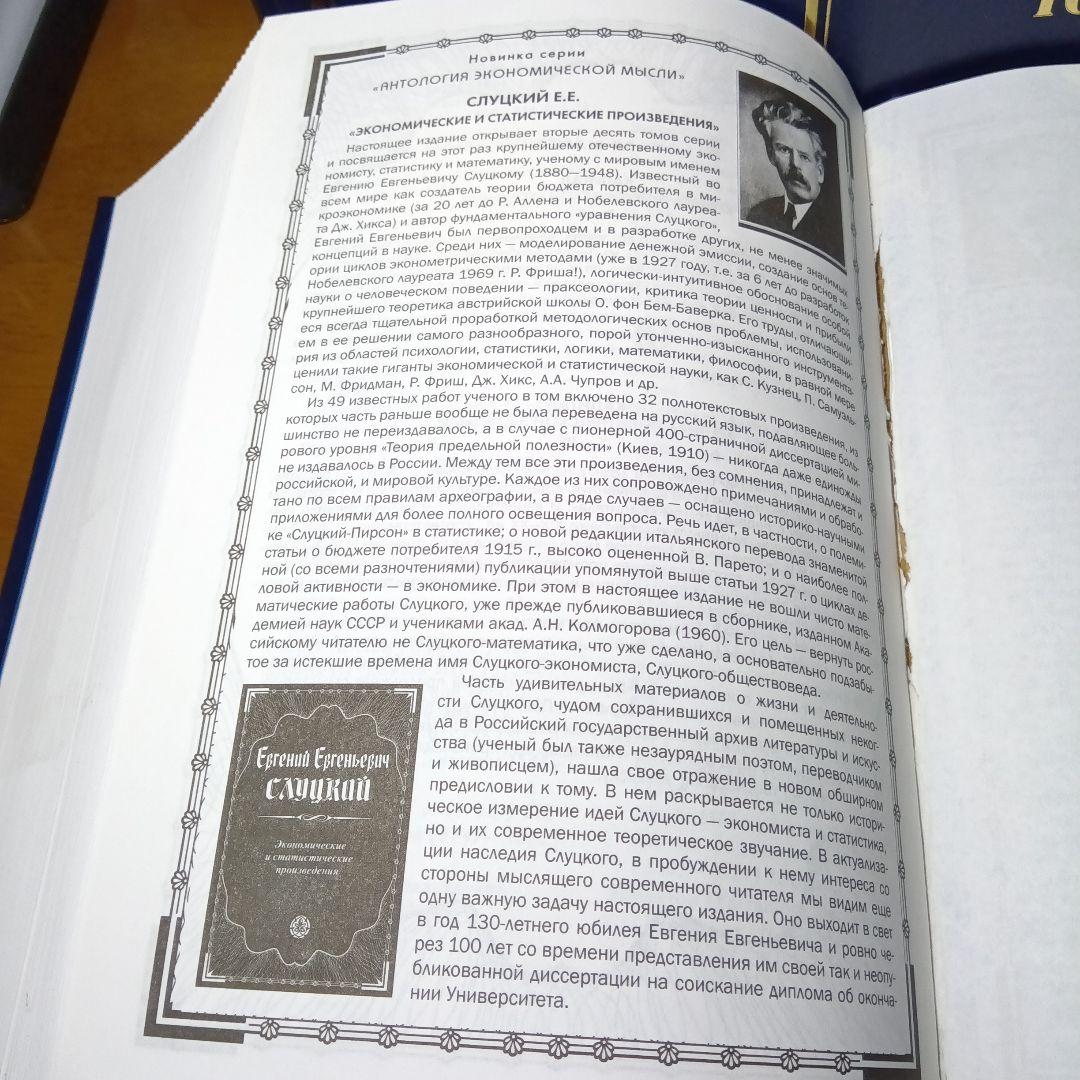 Новинка серии
«АНТОЛОГИЯ ЭКОНОМИЧЕСКОЙ МЫСЛИ»
СЛУЦКИЙ Е.Е.
«ЭКОНОМИЧЕСКИЕ И СТАТИСТИЧЕСКИЕ ПРОИЗВЕДЕНИЯ»
Настоящее издание открывает вторые десять томов серии
и посвящается на этот раз крупнейшему отечественному эко-
номисту, статистику и математику, ученому с мировым именем
Евгению Евгеньевичу Слуцкому (1880—1948). Известный во
всем мире как создатель теории бюджета потребителя в ми-
кроэкономике (за 20 лет до Р. Аллена и Нобелевского лауреа-
та Дж. Хикса) и автор фундаментального «уравнения Слуцкого»,
Евгений Евгеньевич был первопроходцем и в разработке других, не менее значимых
концепций в науке. Среди них — моделирование денежной эмиссии, создание основ те-
ории циклов эконометрическими методами (уже в 1927 году, т.е. за 6 лет до разработок
Нобелевского лауреата 1969 г. Р. Фриша!), логически-интуитивное обоснование особой
науки о человеческом поведении — праксеологии, критика теории ценности и прибыли
крупнейшего теоретика австрийской школы О. фон Бем-Баверка. Его труды, отличающи-
еся всегда тщательной проработкой методологических основ проблемы, использовани-
ем в ее решении самого разнообразного, порой утонченно-изысканного инструмента-
рия из областей психологии, статистики, логики, математики, философии, в равной мере
ценили такие гиганты экономической и статистической науки, как С. Кузнец, П. Самуэль-
сон, М. Фридман, Р. Фриш, Дж. Хикс, А.А. Чупров и др.
Из 49 известных работ ученого в том включено 32 полнотекстовых произведения, из
которых часть раньше вообще не была переведена на русский язык, подавляющее боль-
шинство не переиздавалось, а в случае с пионерной 400-страничной диссертацией ми-
рового уровня «Теория предельной полезности» (Киев, 1910) — никогда даже единожды
не издавалось в России. Между тем все эти произведения, без сомнения, принадлежат и
российской, и мировой культуре. Каждое из них сопровождено примечаниями и обрабо-
тано по всем правилам археографии, а в ряде случаев — оснащено историко-научными
приложениями для более полного освещения вопроса. Речь идет, в частности, о полеми-
ке «Слуцкий-Пирсон» в статистике; о новой редакции итальянского перевода знаменитой
статьи о бюджете потребителя 1915 г., высоко оцененной В. Парето; и о наиболее пол-
ной (со всеми разночтениями) публикации упомянутой выше статьи 1927 г. о циклах де-
ловой активности — в экономике. При этом в настоящее издание не вошли чисто мате-
матические работы Слуцкого, уже прежде публиковавшиеся в сборнике, изданном Ака-
демией наук СССР и учениками акад. А.Н. Колмогорова (1960). Его цель — вернуть рос-
сийскому читателю не Слуцкого-математика, что уже сделано, а основательно подзабы-
тое за истекшие времена имя Слуцкого-экономиста, Слуцкого-обществоведа.
Часть удивительных материалов о жизни и деятельно-
сти Слуцкого, чудом сохранившихся и помещенных неког-
да в Российский государственный архив литературы и искус-
ства (ученый был также незаурядным поэтом, переводчиком
и живописцем), нашла свое отражение в новом обширном
предисловии к тому. В нем раскрывается не только истори-
ческое измерение идей Слуцкого — экономиста и статистика,
но и их современное теоретическое звучание. В актуализа-
ции наследия Слуцкого, в пробуждении к нему интереса со
стороны мыслящего современного читателя мы видим еще
одну важную задачу настоящего издания. Оно выходит в свет
в год 130-летнего юбилея Евгения Евгеньевича и ровно че-
рез 100 лет со времени представления им своей так и неопу-
бликованной диссертации на соискание диплома об оконча-
нии Университета.
Евгений Евгеньевич
СЛУЦКИЙ
Экономические
и статистические
произведения